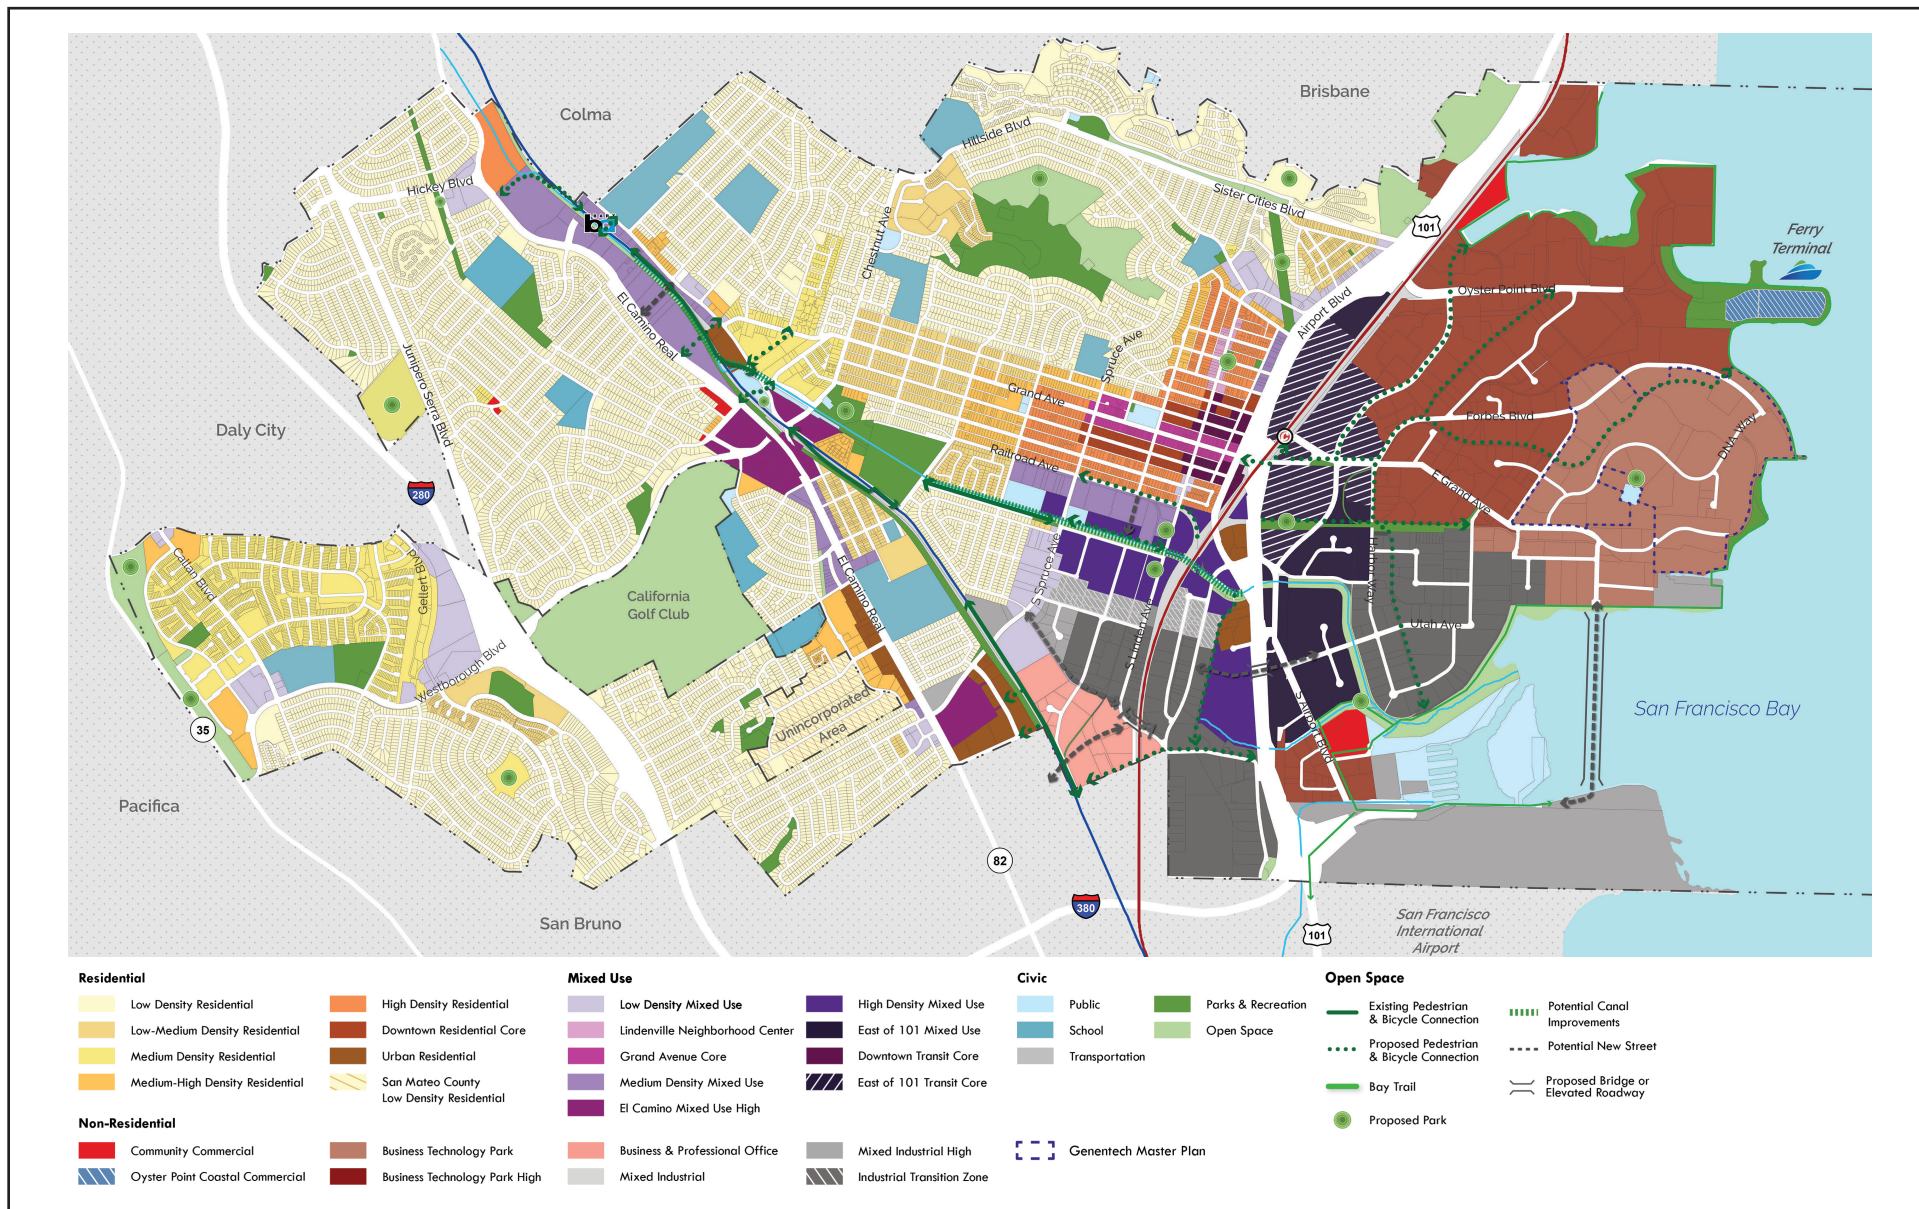 Colma
Brisbane
Hillside Blvd
Hickey Blvd
Sister Cities Blvd
101
Chestnut Ave
Ferry
Terminal
Oyster Point Blvd
Airport Blvd
El Camino Real
Junipero Serra Blvd
Spruce Ave
Grand Ave
Forbes Blvd
DNA Way
Daly City
Railroad Ave
E Grand Ave
280
Callan Blvd
Gellert Blvd
El Camino Real
S Spruce Ave
Harbor Way
California
Golf Club
S Linden Ave
Utah Ave
Westborough Blvd
Unincorporated
Area
S Airport Blvd
San Francisco Bay
35
Pacifica
82
380
San Bruno
101
San Francisco
International
Airport
Residential
Low Density Residential
Low-Medium Density Residential
Medium Density Residential
Medium-High Density Residential
High Density Residential
Downtown Residential Core
Urban Residential
San Mateo County
Low Density Residential
Mixed Use
Low Density Mixed Use
Lindenville Neighborhood Center
Grand Avenue Core
Medium Density Mixed Use
El Camino Mixed Use High
High Density Mixed Use
East of 101 Mixed Use
Downtown Transit Core
East of 101 Transit Core
Civic
Public
School
Transportation
Parks & Recreation
Open Space
Open Space
Existing Pedestrian
& Bicycle Connection
Proposed Pedestrian
& Bicycle Connection
Bay Trail
Proposed Park
Potential Canal
Improvements
Potential New Street
Proposed Bridge or
Elevated Roadway
Non-Residential
Community Commercial
Oyster Point Coastal Commercial
Business Technology Park
Business Technology Park High
Business & Professional Office
Mixed Industrial
Mixed Industrial High
Industrial Transition Zone
Genentech Master Plan